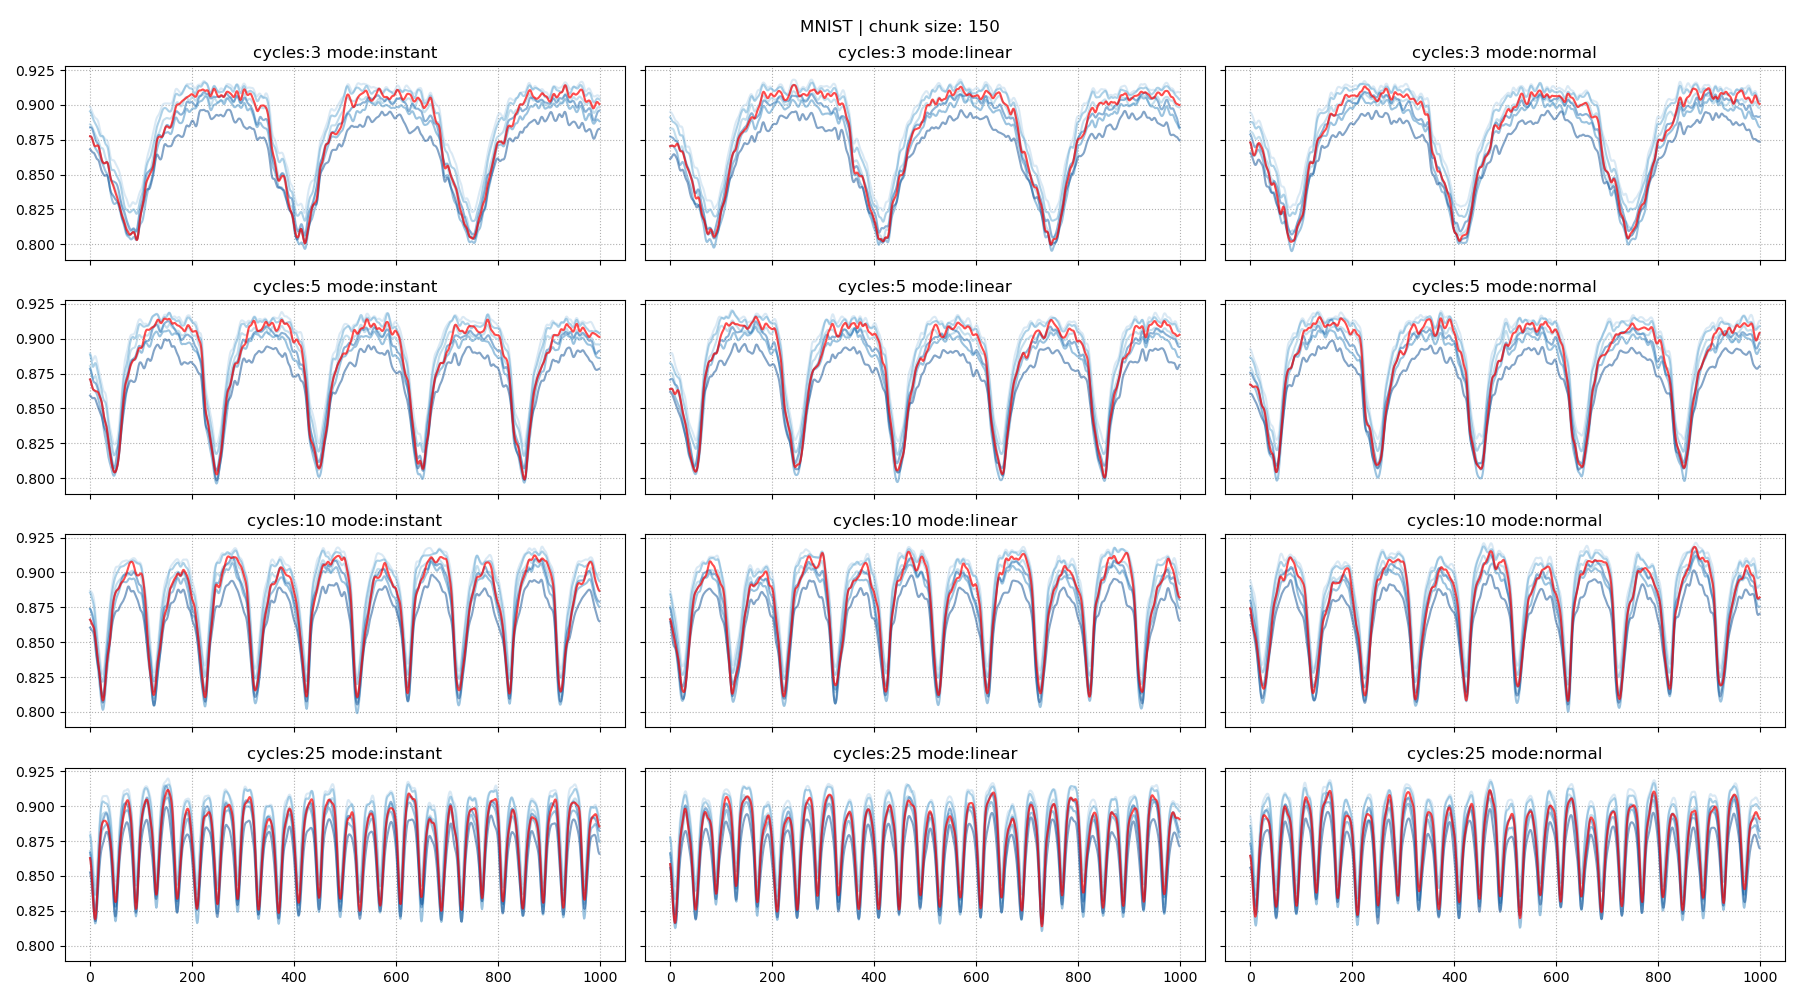 MNIST | chunk size: 150
cycles:3 mode:instant
cycles:3 mode:linear
cycles:3 mode:normal
0.925
0.900
0.875
0.850
0.825
0.800
cycles:5 mode:instant
cycles:5 mode:linear
cycles:5 mode:normal
0.925
0.900
0.875
0.850
0.825
0.800
cycles:10 mode:instant
cycles:10 mode:linear
cycles:10 mode:normal
0.925
0.900
0.875
0.850
0.825
0.800
cycles:25 mode:instant
cycles:25 mode:linear
cycles:25 mode:normal
0.925
0.900
0.875
0.850
0.825
0.800
0 200 400 600 800 1000
0 200 400 600 800 1000
0 200 400 600 800 1000